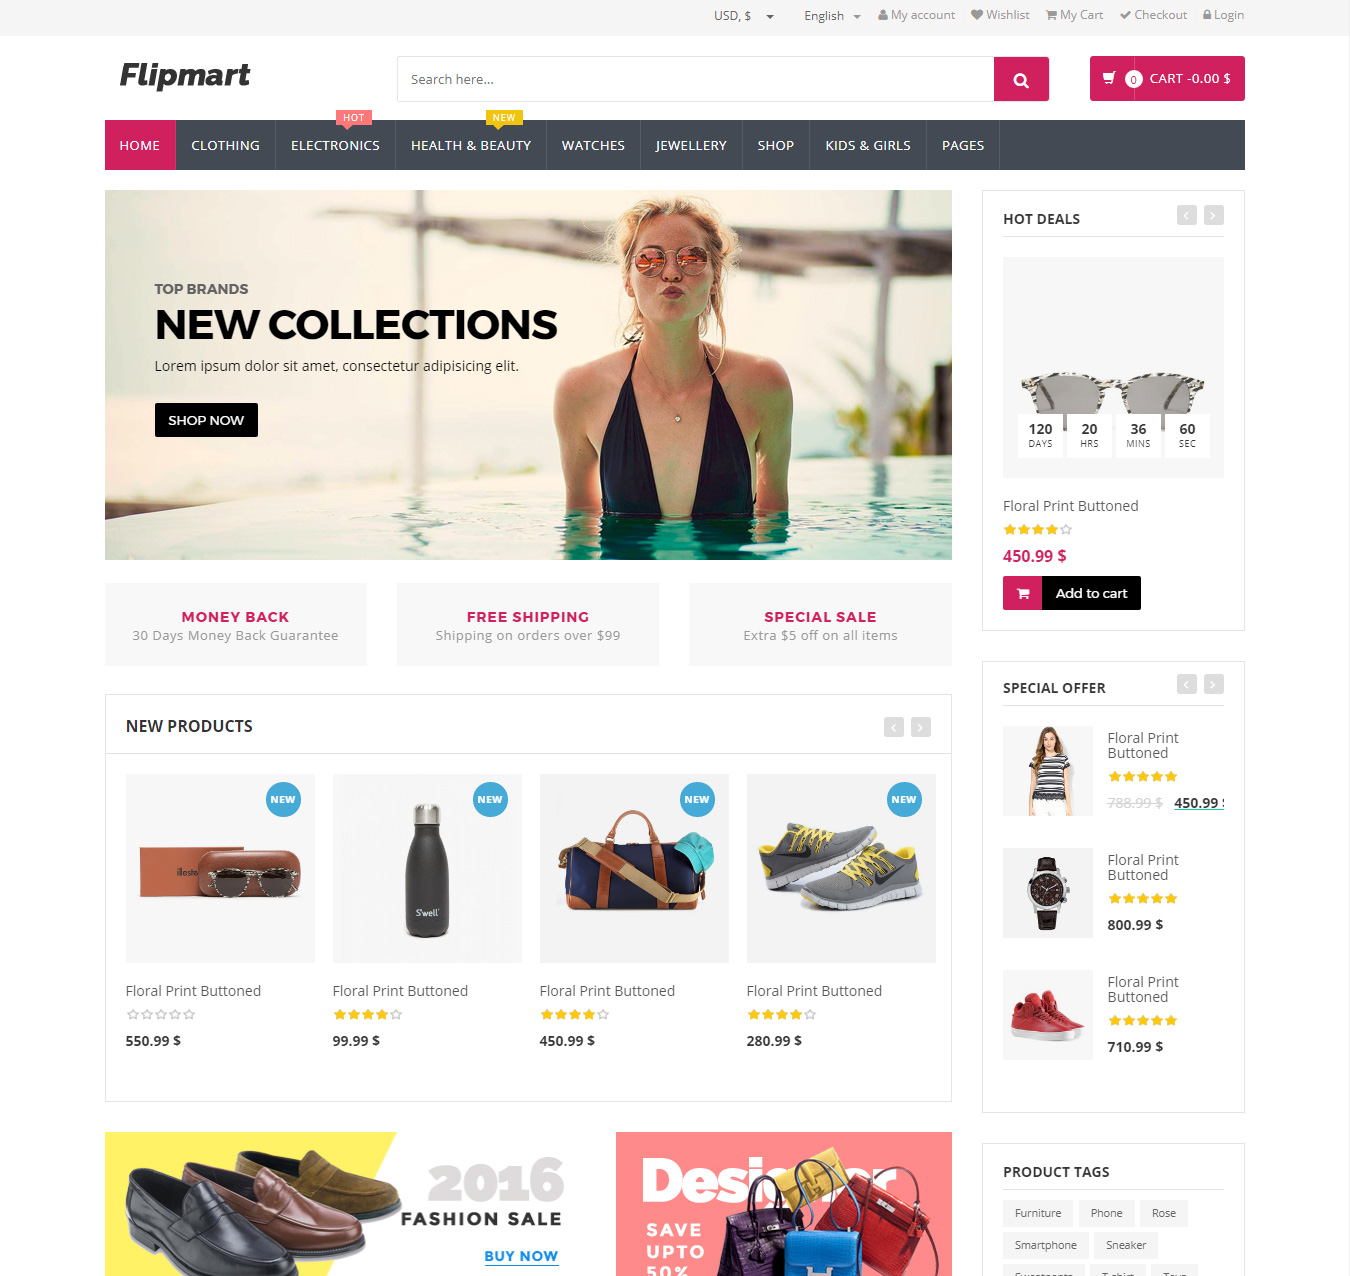 USD, $ English My account Wishlist My Cart Checkout Login
Flipmart
Search here...
0 CART -0.00 $
HOT NEW
HOME CLOTHING ELECTRONICS HEALTH & BEAUTY WATCHES JEWELLERY SHOP KIDS & GIRLS PAGES
TOP BRANDS
NEW COLLECTIONS
Lorem ipsum dolor sit amet, consectetur adipisicing elit.
SHOP NOW
MONEY BACK
30 Days Money Back Guarantee
FREE SHIPPING
Shipping on orders over $99
SPECIAL SALE
Extra $5 off on all items
NEW PRODUCTS
NEW
Floral Print Buttoned
550.99 $
NEW
S'well
Floral Print Buttoned
99.99 $
NEW
Floral Print Buttoned
450.99 $
NEW
Floral Print Buttoned
280.99 $
2016
FASHION SALE
BUY NOW
SAVE
UPTO
50%
HOT DEALS
120 20 36 60
DAYS HRS MINS SEC
Floral Print Buttoned
450.99 $
Add to cart
SPECIAL OFFER
Floral Print
Buttoned
788.99 $ 450.99
Floral Print
Buttoned
800.99 $
Floral Print
Buttoned
710.99 $
PRODUCT TAGS
Furniture Phone Rose
Smartphone Sneaker